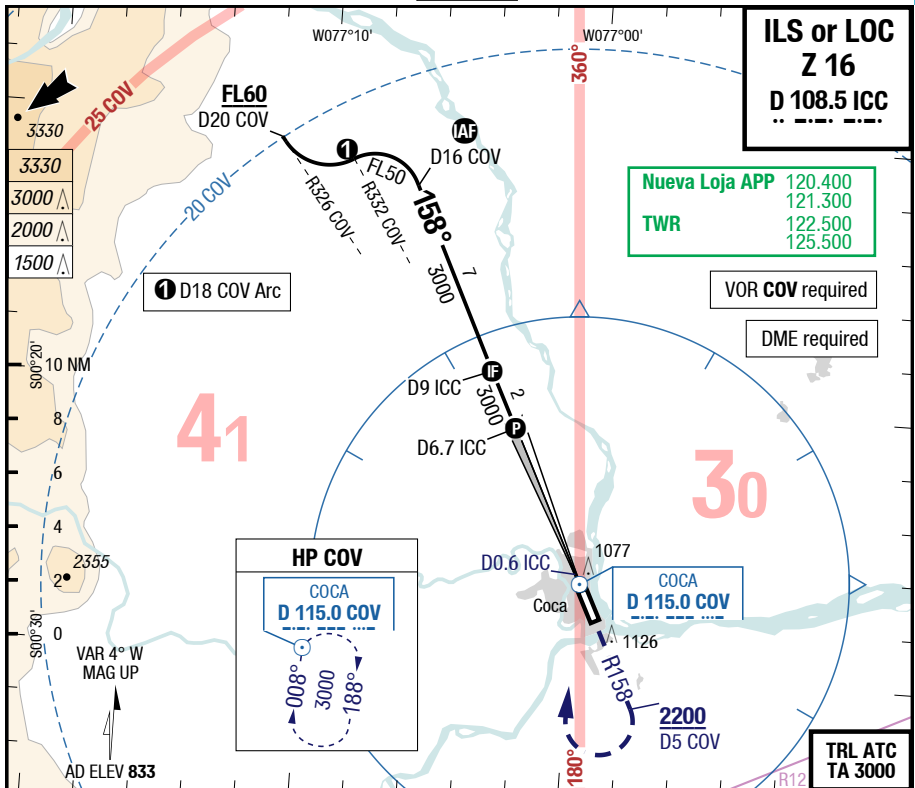 W077°10'
W077°00'
ILS or LOC
Z 16
D 108.5 ICC
360°
25 COV
3330
FL60
D20 COV
1
IAF
D16 COV
FL50
3330
3000
2000
1500
20 COV
R326 COV
R332 COV
158°
7
3000
Nueva Loja APP 120.400
121.300
TWR 122.500
125.500
1 D18 COV Arc
VOR COV required
DME required
S00°20'
10 NM
8
6
4
2
0
S00°30'
IF
D9 ICC
2
3000
P
D6.7 ICC
41
30
2355
HP COV
COCA
D 115.0 COV
008°
3000
188°
D0.6 ICC
1077
Coca
COCA
D 115.0 COV
1126
R158
2200
D5 COV
180°
VAR 4° W
MAG UP
AD ELEV 833
R12
TRL ATC
TA 3000